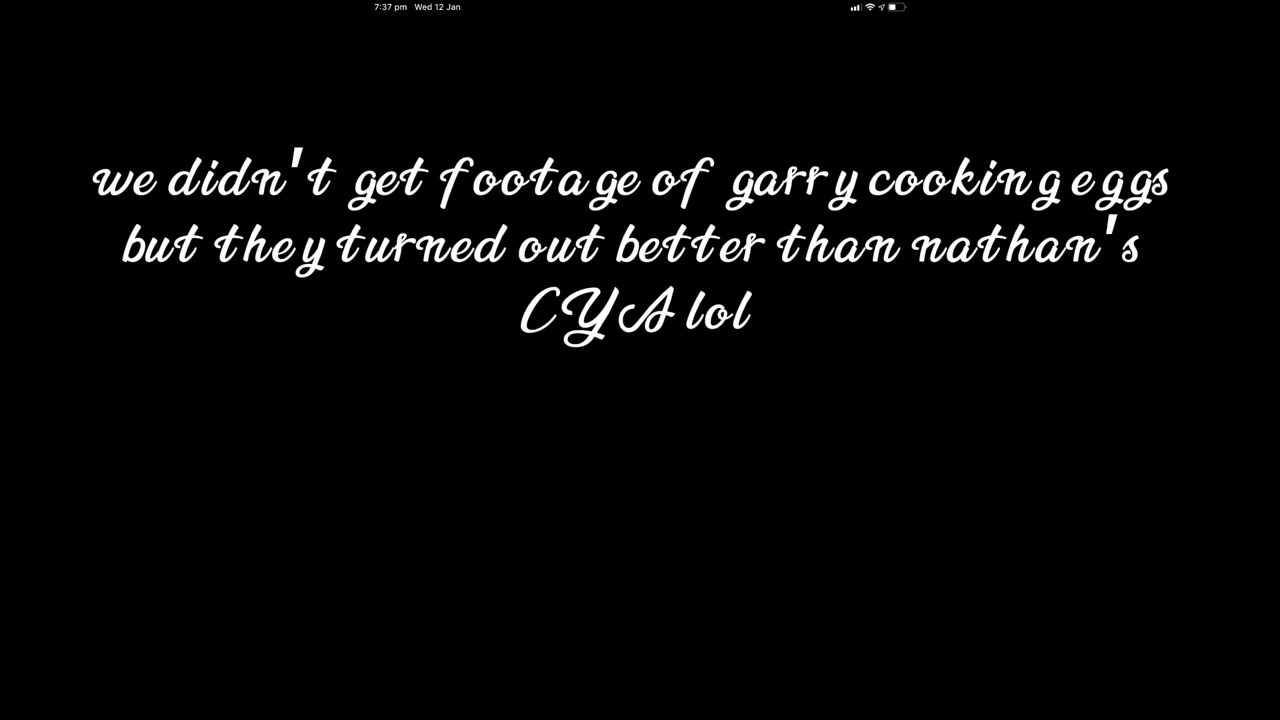 7:37 pm Wed 12 Jan
we didn't get footage of garry cooking eggs
but they turned out better than nathan's
CYA lol